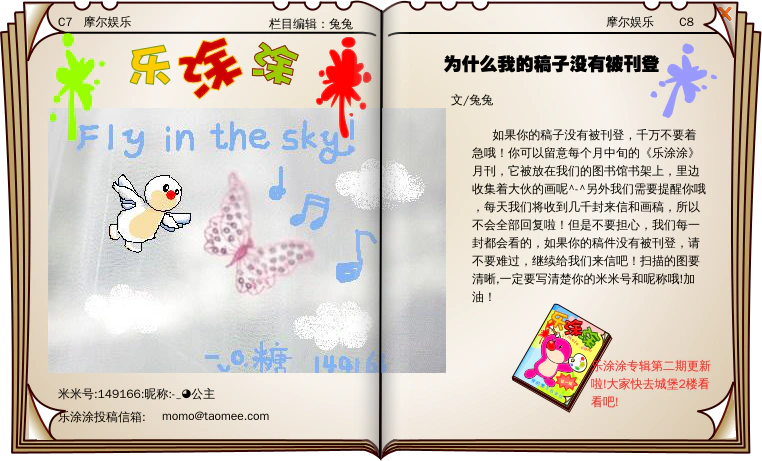 C7 摩尔娱乐
栏目编辑：兔兔
乐涂涂
Fly in the sky!
149166
米米号:149166:昵称:-_◕公主
乐涂涂投稿信箱: momo@taomee.com
摩尔娱乐 C8
为什么我的稿子没有被刊登
文/兔兔
如果你的稿子没有被刊登，千万不要着
急哦！你可以留意每个月中旬的《乐涂涂》
月刊，它被放在我们的图书馆书架上，里边
收集着大伙的画呢^-^另外我们需要提醒你哦
，每天我们将收到几千封来信和画稿，所以
不会全部回复啦！但是不要担心，我们每一
封都会看的，如果你的稿件没有被刊登，请
不要难过，继续给我们来信吧！扫描的图要
清晰,一定要写清楚你的米米号和昵称哦!加
油！
乐涂涂
乐涂涂专辑第二期更新
啦!大家快去城堡2楼看
看吧!